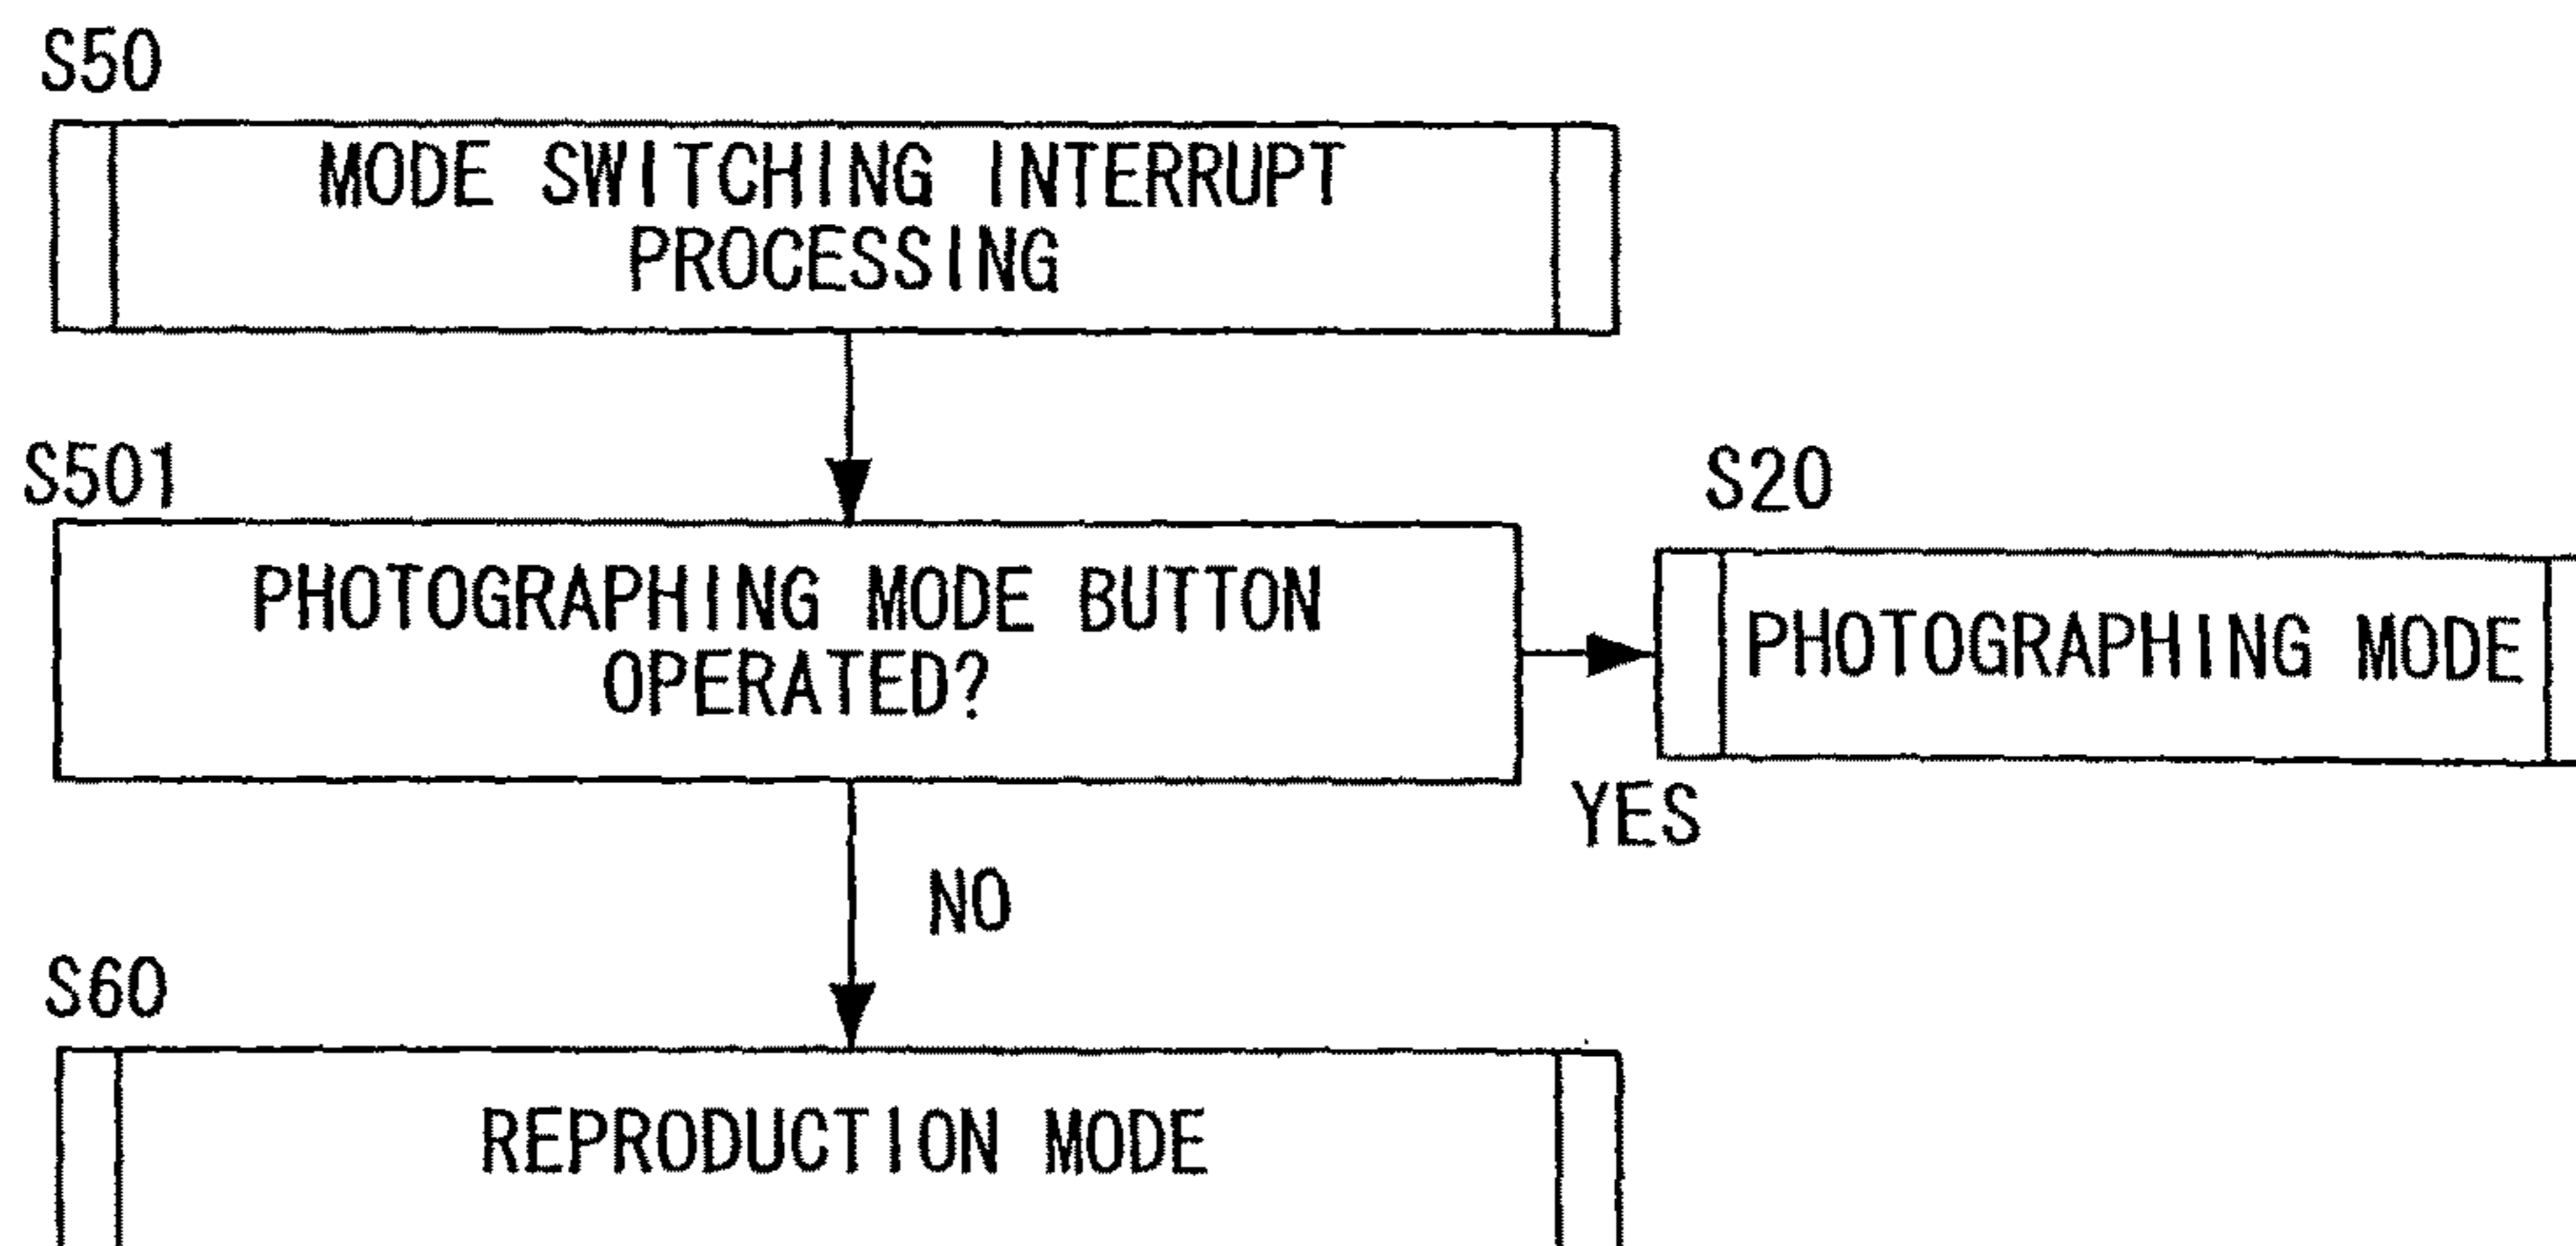 S50
MODE SWITCHING INTERRUPT
PROCESSING
S501
PHOTOGRAPHING MODE BUTTON
OPERATED?
S20
PHOTOGRAPHING MODE
YES
NO
S60
REPRODUCTION MODE